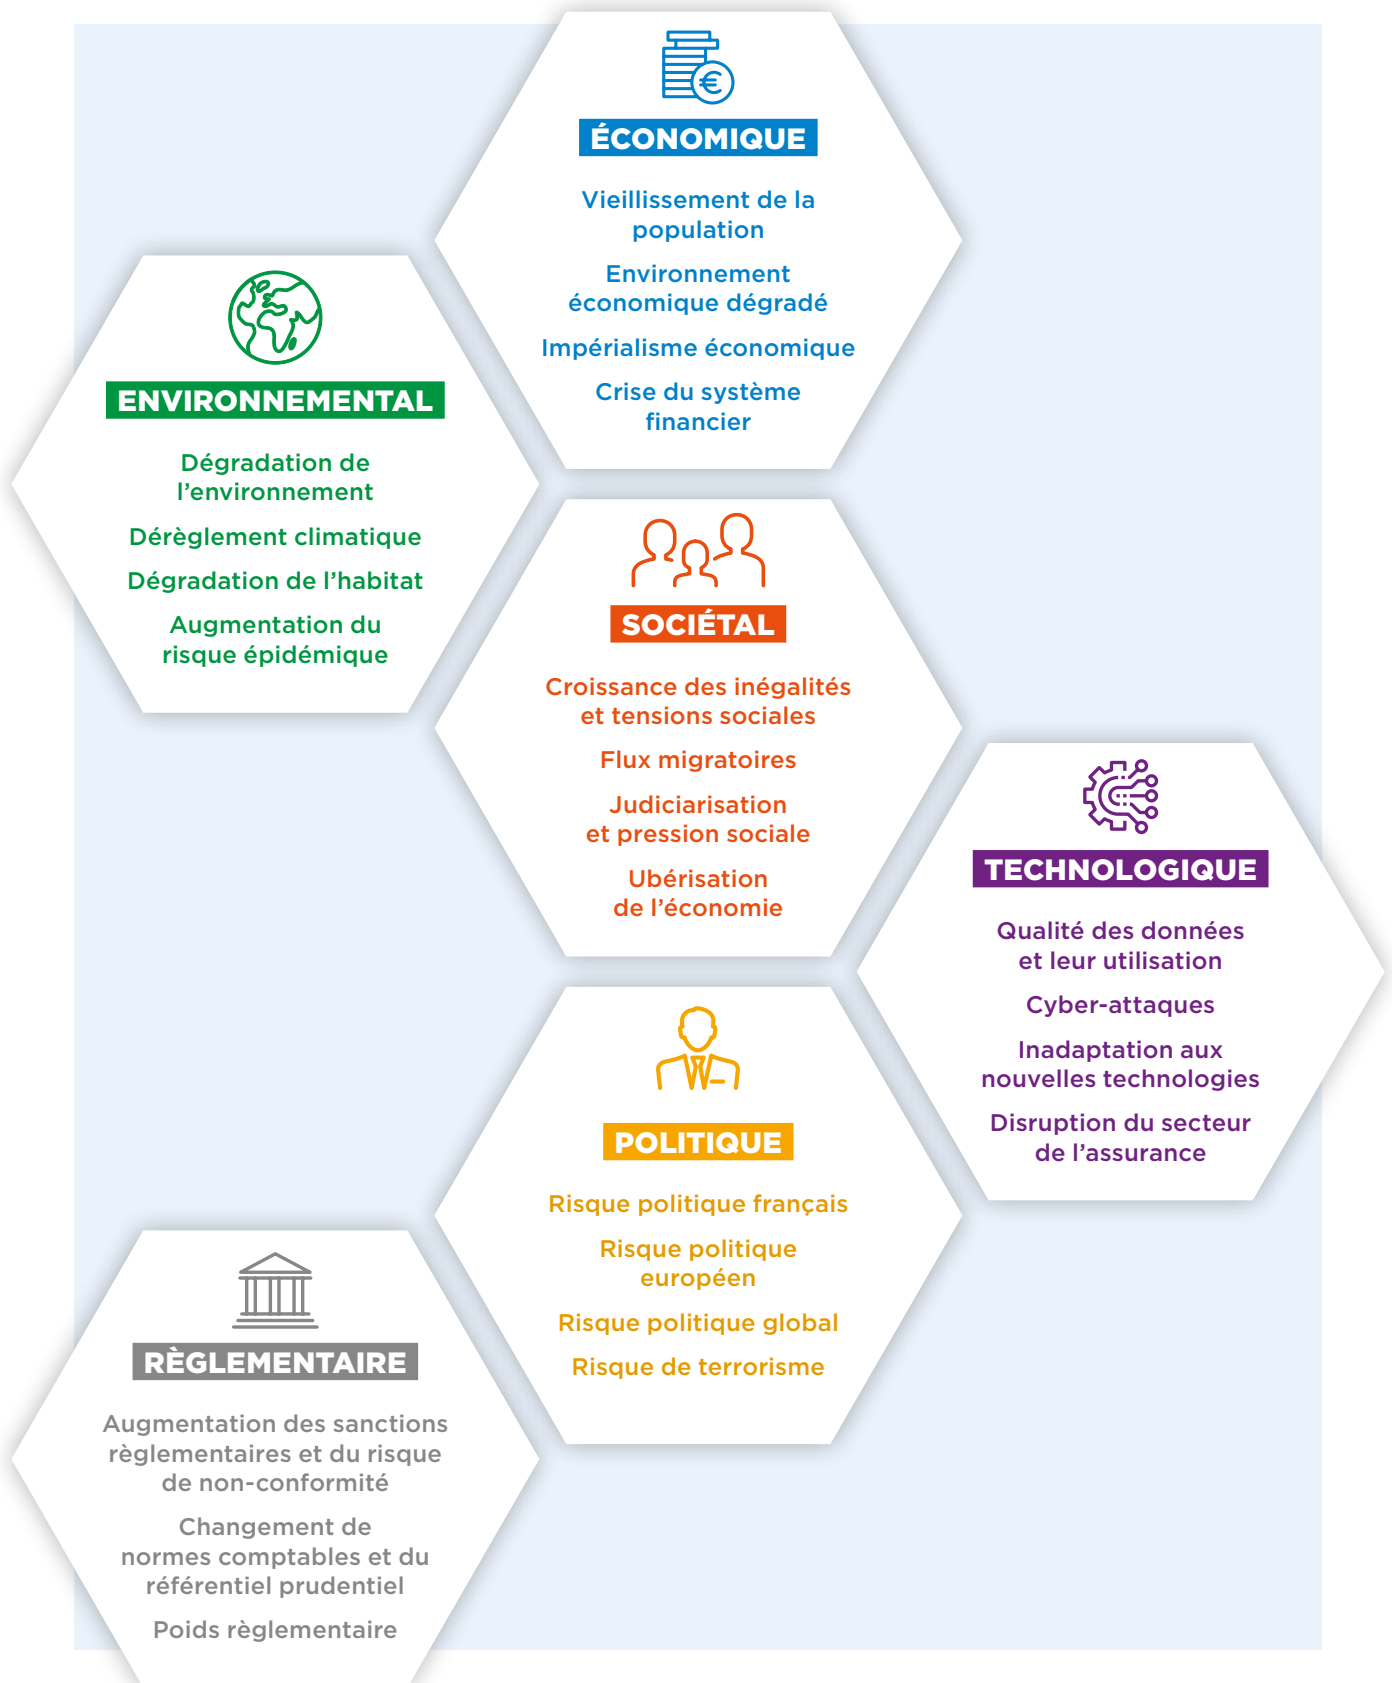 ÉCONOMIQUE
Vieillissement de la
population
Environnement
économique dégradé
Impérialisme économique
Crise du système
financier
ENVIRONNEMENTAL
Dégradation de
l’environnement
Dérèglement climatique
Dégradation de l’habitat
Augmentation du
risque épidémique
SOCIÉTAL
Croissance des inégalités
et tensions sociales
Flux migratoires
Judiciarisation
et pression sociale
Ubérisation
de l’économie
TECHNOLOGIQUE
Qualité des données
et leur utilisation
Cyber-attaques
Inadaptation aux
nouvelles technologies
Disruption du secteur
de l’assurance
POLITIQUE
Risque politique français
Risque politique
européen
Risque politique global
Risque de terrorisme
RÈGLEMENTAIRE
Augmentation des sanctions
règlementaires et du risque
de non-conformité
Changement de
normes comptables et du
référentiel prudentiel
Poids règlementaire